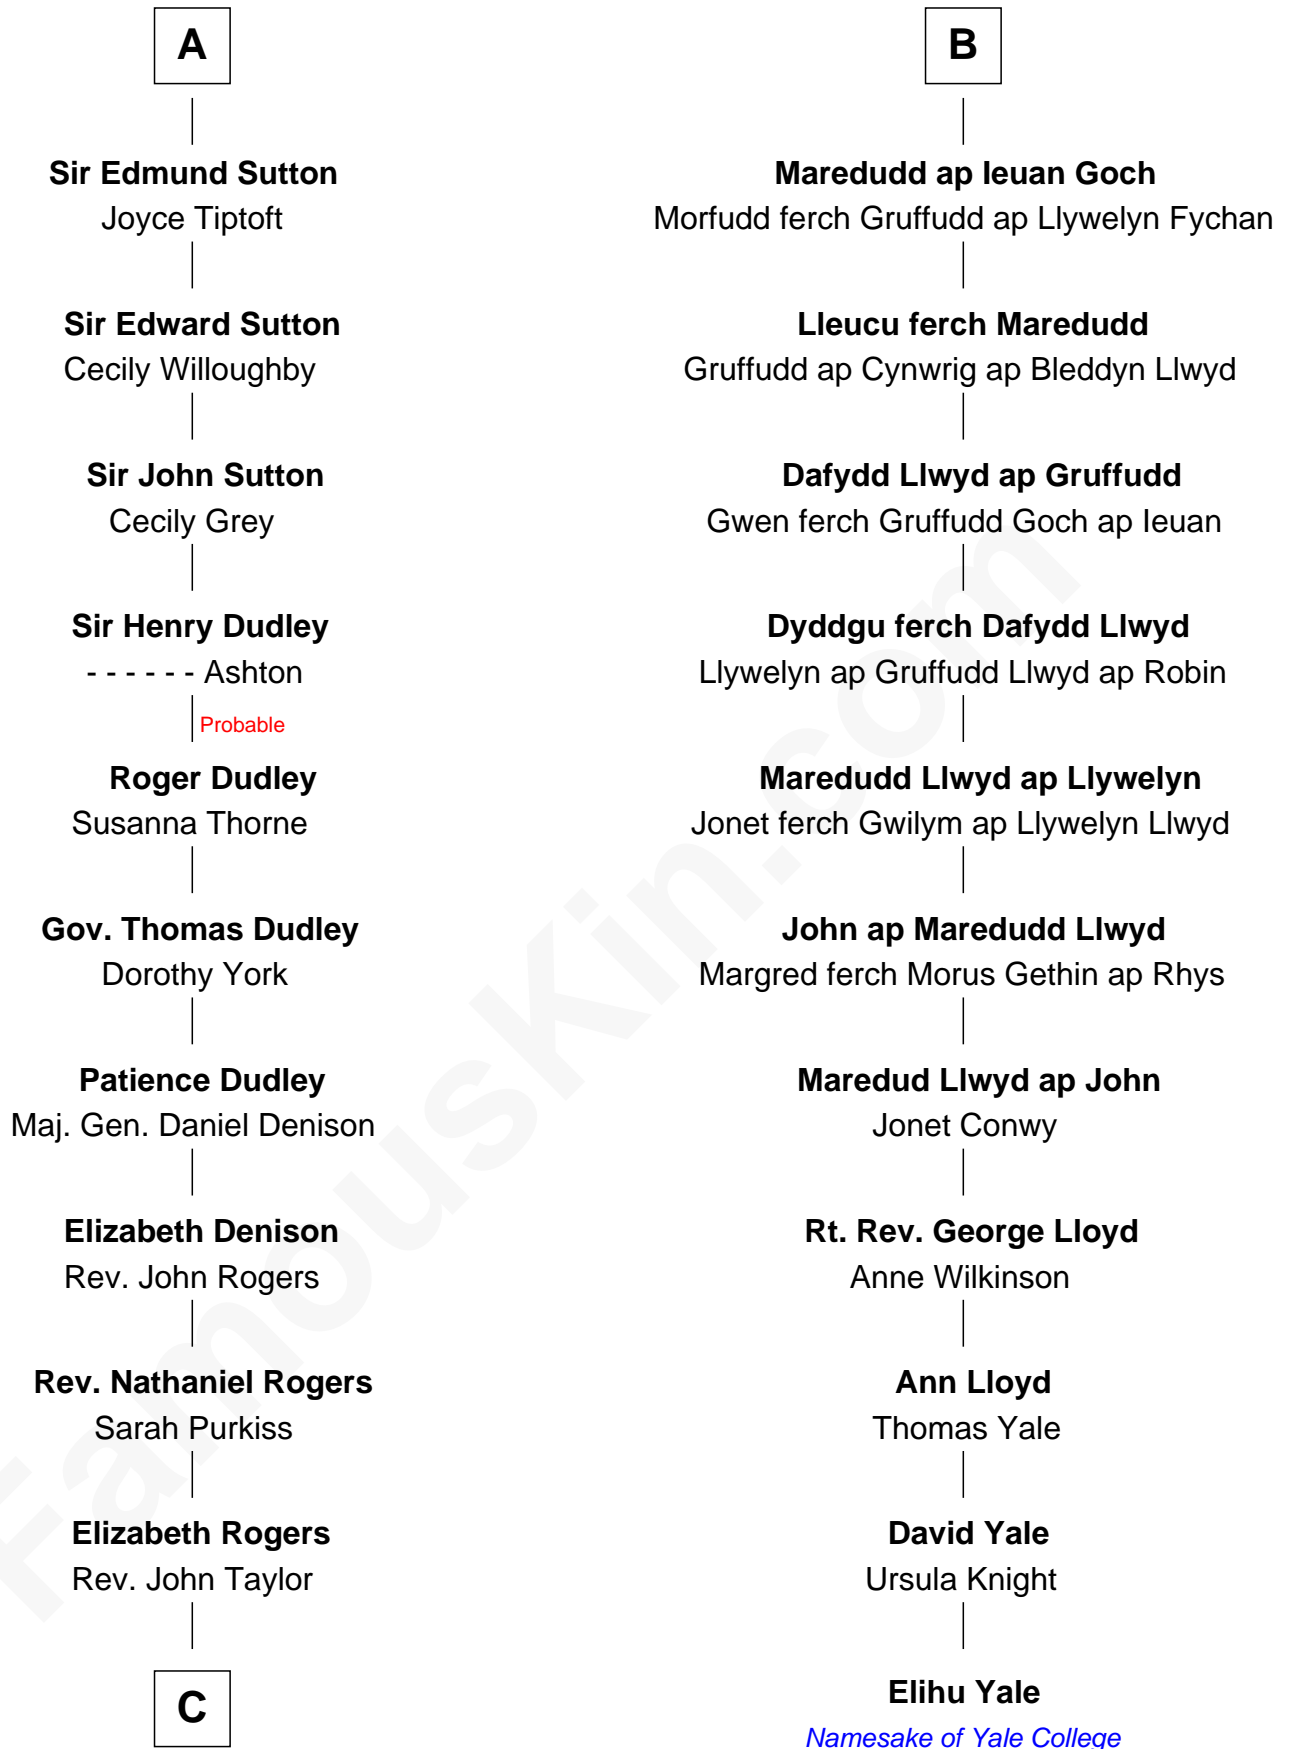 A
Sir Edmund Sutton
Joyce Tiptoft
Sir Edward Sutton
Cecily Willoughby
Sir John Sutton
Cecily Grey
Sir Henry Dudley
- - - - - - Ashton
Probable
Roger Dudley
Susanna Thorne
Gov. Thomas Dudley
Dorothy York
Patience Dudley
Maj. Gen. Daniel Denison
Elizabeth Denison
Rev. John Rogers
Rev. Nathaniel Rogers
Sarah Purkiss
Elizabeth Rogers
Rev. John Taylor
C
B
Maredudd ap Ieuan Goch
Morfudd ferch Gruffudd ap Llywelyn Fychan
Lleucu ferch Maredudd
Gruffudd ap Cynwrig ap Bleddyn Llwyd
Dafydd Llwyd ap Gruffudd
Gwen ferch Gruffudd Goch ap Ieuan
Dyddgu ferch Dafydd Llwyd
Llywelyn ap Gruffudd Llwyd ap Robin
Maredudd Llwyd ap Llywelyn
Jonet ferch Gwilym ap Llywelyn Llwyd
John ap Maredudd Llwyd
Margred ferch Morus Gethin ap Rhys
Maredud Llwyd ap John
Jonet Conwy
Rt. Rev. George Lloyd
Anne Wilkinson
Ann Lloyd
Thomas Yale
David Yale
Ursula Knight
Elihu Yale
Namesake of Yale College
FamousKin.com